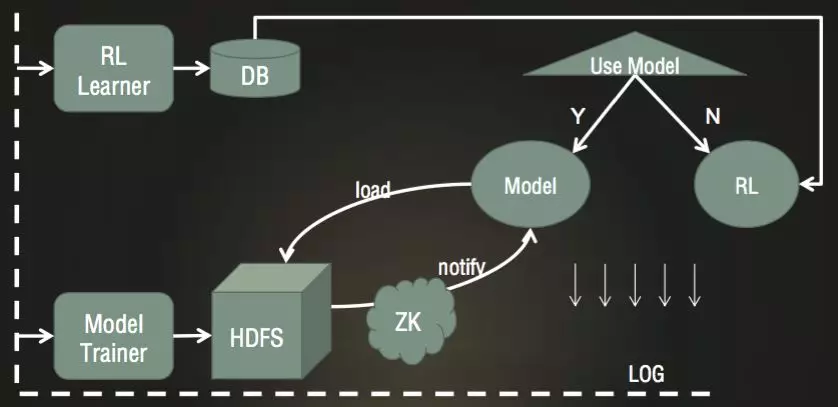 RL
Learner
DB
Use Model
Y
N
Model
RL
load
notify
Model
Trainer
HDFS
ZK
LOG